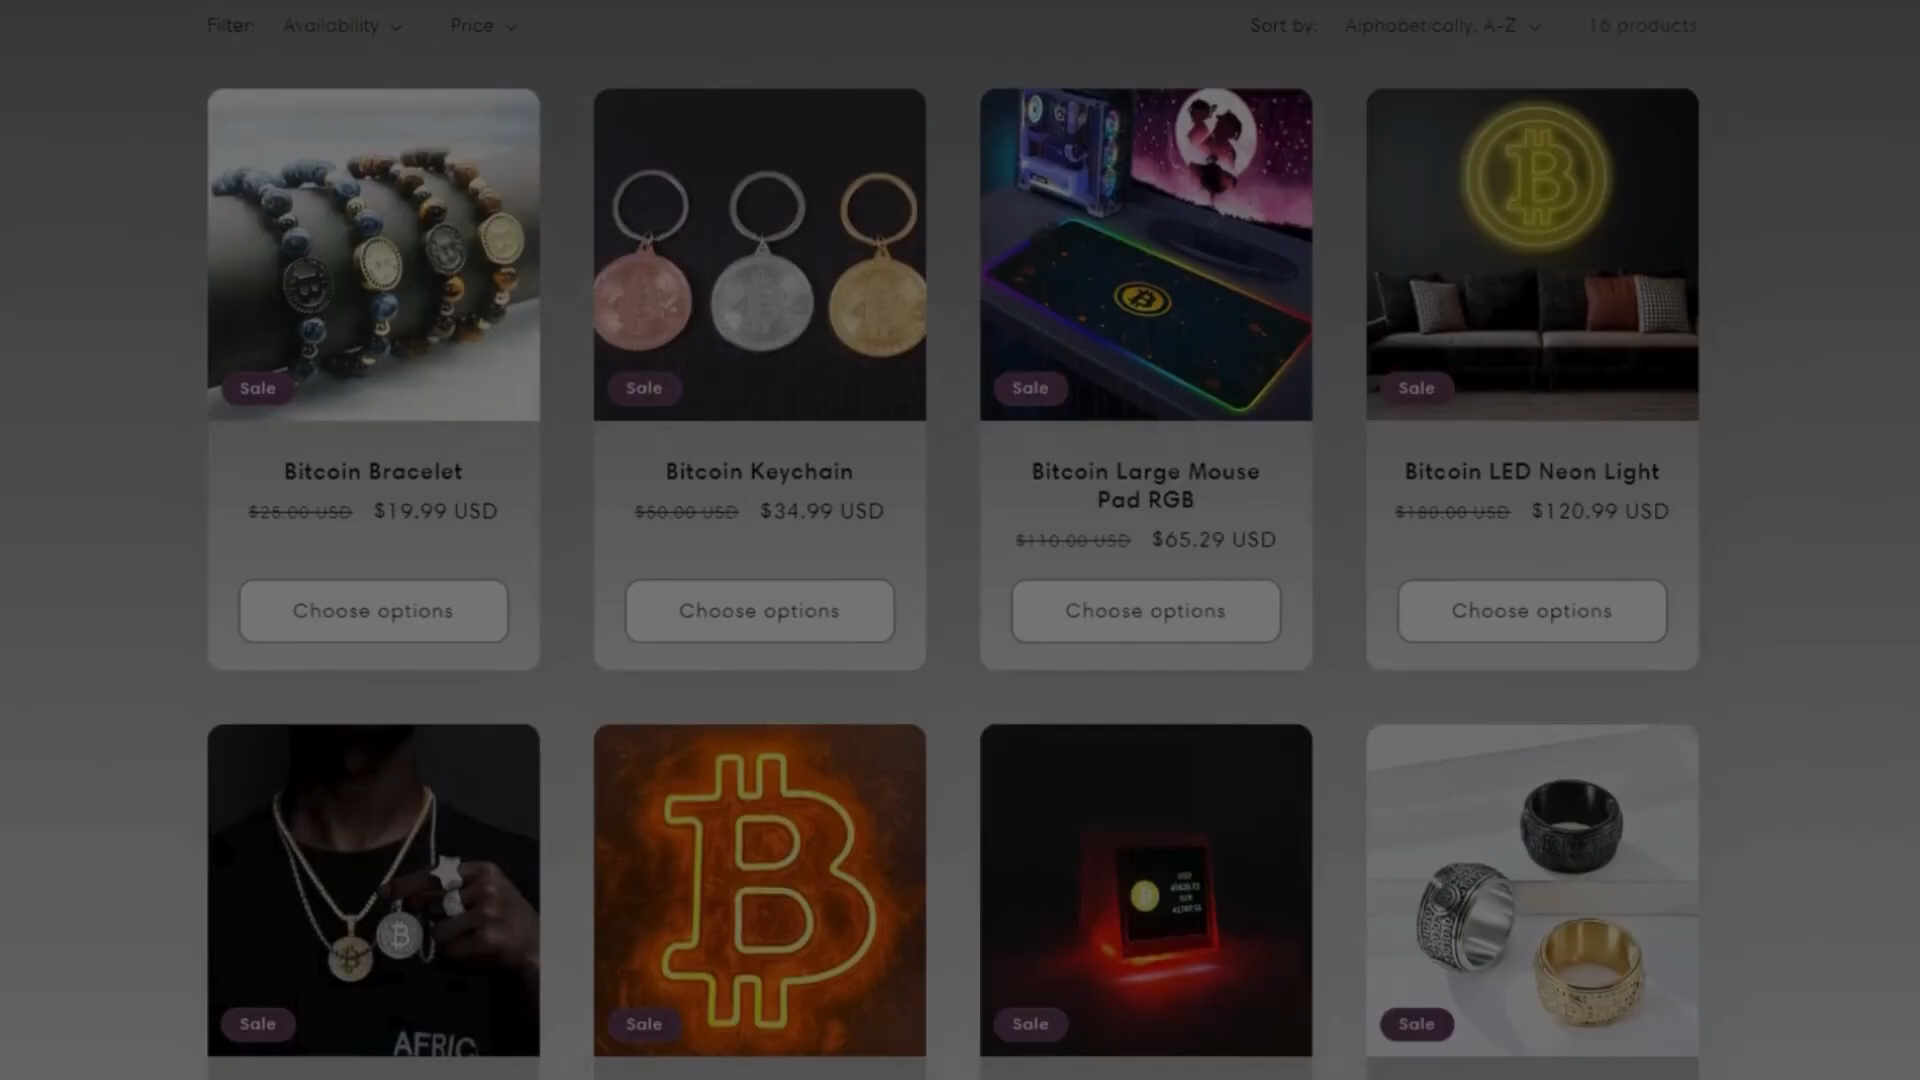 Filter: Availability Price Sort by: Alphabetically, A-Z 16 products
Sale
Sale
Sale
Sale
Bitcoin Bracelet
$25.00 USD $19.99 USD
Choose options
Bitcoin Keychain
$50.00 USD $34.99 USD
Choose options
Bitcoin Large Mouse
Pad RGB
$110.00 USD $65.29 USD
Choose options
Bitcoin LED Neon Light
$180.00 USD $120.99 USD
Choose options
AFRIC
USD
EUR
Sale
Sale
Sale
Sale